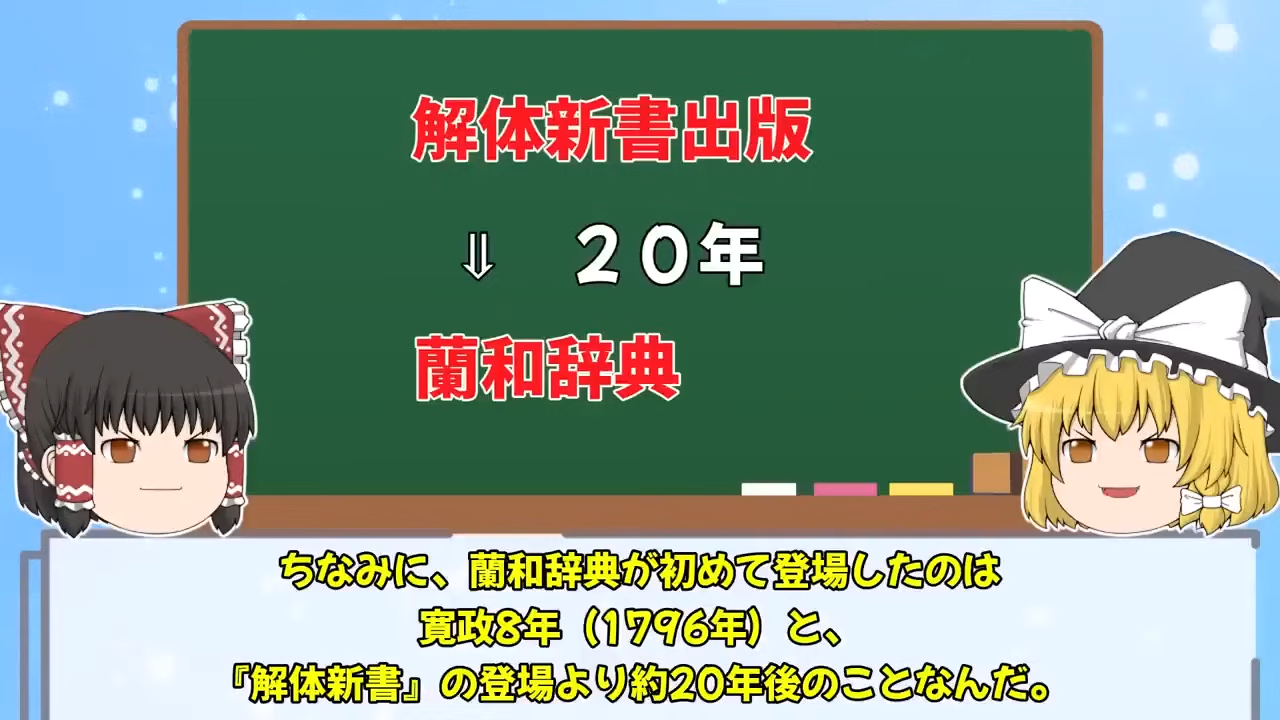 解体新書出版
⇓　２０年
蘭和辞典
ちなみに、蘭和辞典が初めて登場したのは
寛政8年（1796年）と、
『解体新書』の登場より約20年後のことなんだ。